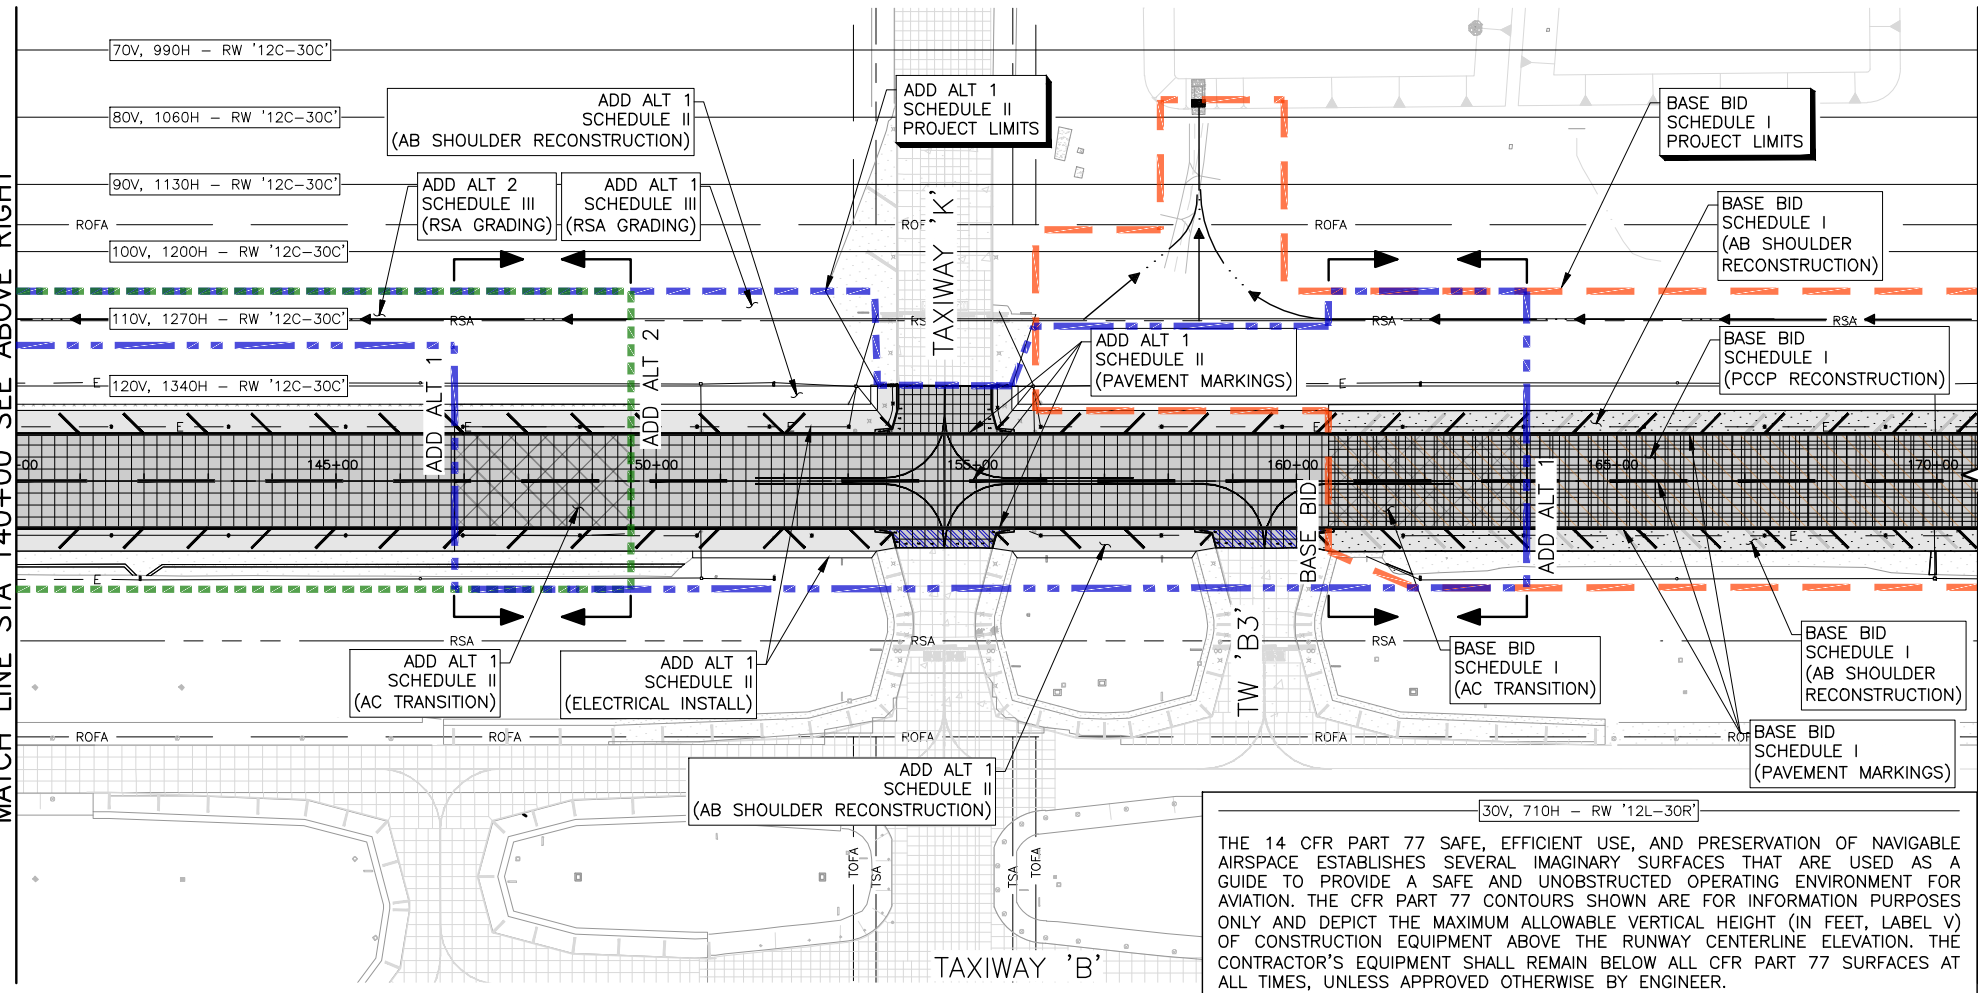 70V, 990H – RW '12C–30C'
80V, 1060H – RW '12C–30C'
90V, 1130H – RW '12C–30C'
ROFA
100V, 1200H – RW '12C–30C'
110V, 1270H – RW '12C–30C'
120V, 1340H – RW '12C–30C'
MATCH LINE STA 140+00 SEE ABOVE RIGHT
ADD ALT 1
SCHEDULE II
(AB SHOULDER RECONSTRUCTION)
ADD ALT 2
SCHEDULE III
(RSA GRADING)
ADD ALT 1
SCHEDULE III
(RSA GRADING)
ADD ALT 1
SCHEDULE II
PROJECT LIMITS
BASE BID
SCHEDULE I
PROJECT LIMITS
BASE BID
SCHEDULE I
(AB SHOULDER
RECONSTRUCTION)
BASE BID
SCHEDULE I
(PCCP RECONSTRUCTION)
ADD ALT 1
SCHEDULE II
(PAVEMENT MARKINGS)
TAXIWAY 'K'
ROFA
RSA
RSA
RSA
E
E
E
E
E
E
E
E
E
ADD ALT 1
ADD ALT 2
BASE BID
ADD ALT 1
145+00
155+00
160+00
165+00
170+00
RSA
RSA
RSA
ADD ALT 1
SCHEDULE II
(AC TRANSITION)
ADD ALT 1
SCHEDULE II
(ELECTRICAL INSTALL)
ADD ALT 1
SCHEDULE II
(AB SHOULDER RECONSTRUCTION)
TW 'B3'
BASE BID
SCHEDULE I
(AC TRANSITION)
BASE BID
SCHEDULE I
(AB SHOULDER
RECONSTRUCTION)
BASE BID
SCHEDULE I
(PAVEMENT MARKINGS)
ROFA
ROFA
ROFA
ROFA
TOFA
TSA
TSA
TOFA
TAXIWAY 'B'
30V, 710H – RW '12L–30R'
THE 14 CFR PART 77 SAFE, EFFICIENT USE, AND PRESERVATION OF NAVIGABLE
AIRSPACE ESTABLISHES SEVERAL IMAGINARY SURFACES THAT ARE USED AS A
GUIDE TO PROVIDE A SAFE AND UNOBSTRUCTED OPERATING ENVIRONMENT FOR
AVIATION. THE CFR PART 77 CONTOURS SHOWN ARE FOR INFORMATION PURPOSES
ONLY AND DEPICT THE MAXIMUM ALLOWABLE VERTICAL HEIGHT (IN FEET, LABEL V)
OF CONSTRUCTION EQUIPMENT ABOVE THE RUNWAY CENTERLINE ELEVATION. THE
CONTRACTOR'S EQUIPMENT SHALL REMAIN BELOW ALL CFR PART 77 SURFACES AT
ALL TIMES, UNLESS APPROVED OTHERWISE BY ENGINEER.